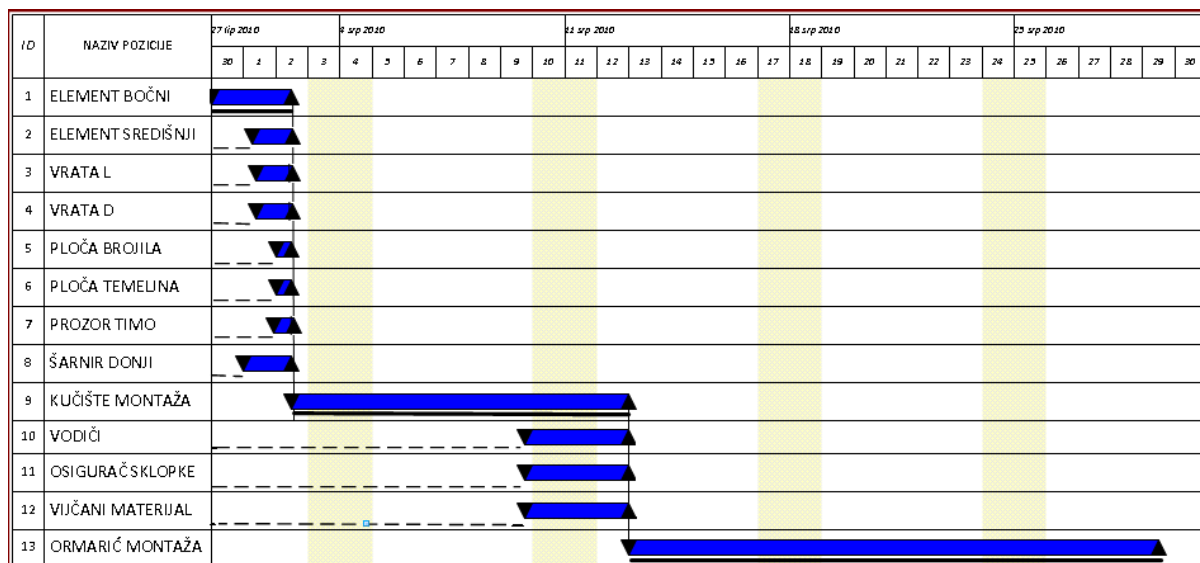 ID NAZIV POZICIJE 27 lip 2010 4 srp 2010 11 srp 2010 18 srp 2010 25 srp 2010
30 1 2 3 4 5 6 7 8 9 10 11 12 13 14 15 16 17 18 19 20 21 22 23 24 25 26 27 28 29 30
1 ELEMENT BOČNI
2 ELEMENT SREDIŠNJI
3 VRATA L
4 VRATA D
5 PLOČA BROJILA
6 PLOČA TEMELJNA
7 PROZOR TIMO
8 ŠARNIR DONJI
9 KUČIŠTE MONTAŽA
10 VODIČI
11 OSIGURAČ SKLOPKE
12 VIJČANI MATERIJAL
13 ORMARIĆ MONTAŽA